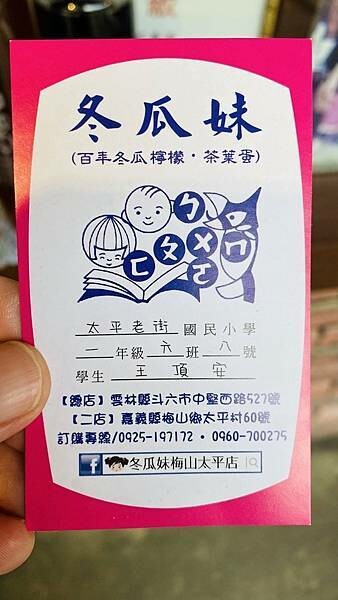 冬瓜妹
(百年冬瓜檸檬·茶葉蛋)
ㄅ
ㄈㄆㄨㄇ
ㄛ
太平老街國民小學
一年級六班八號
學生王頂安
【總店】雲林縣斗六市中堅西路527號
【二店】嘉義縣梅山鄉太平村60號
訂購專線/0925-197172·0960-700275
f 冬瓜妹梅山太平店